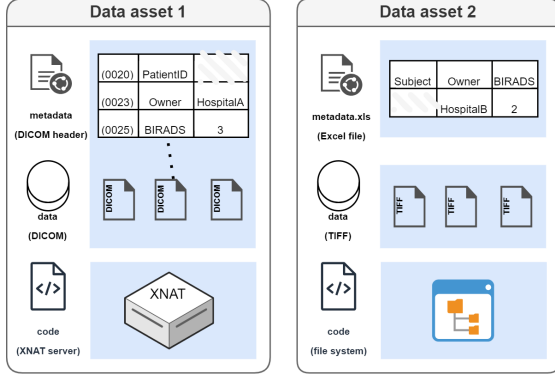 Data asset 1
metadata
(DICOM header)
(0020) PatientID
(0023) Owner HospitalA
(0025) BIRADS 3
data
(DICOM)
DICOM DICOM DICOM
</>
code
(XNAT server)
XNAT
Data asset 2
metadata.xls
(Excel file)
Subject Owner BIRADS
HospitalB 2
data
(TIFF)
TIFF TIFF TIFF
</>
code
(file system)